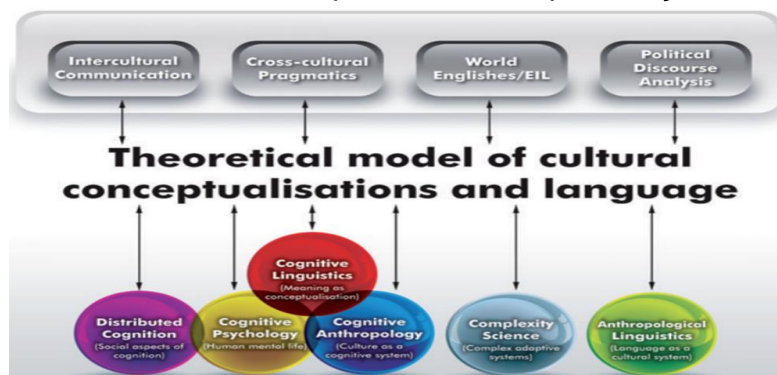 Intercultural
Communication
Cross-cultural
Pragmatics
World
Englishes/EIL
Political
Discourse
Analysis
Theoretical model of cultural
conceptualisations and language
Cognitive
Linguistics
(Meaning as
conceptualisation)
Distributed
Cognition
(Social aspects of
cognition)
Cognitive
Psychology
(Human mental life)
Cognitive
Anthropology
(Culture as a
cognitive system)
Complexity
Science
(Complex adaptive
systems)
Anthropological
Linguistics
(Language as a
cultural system)